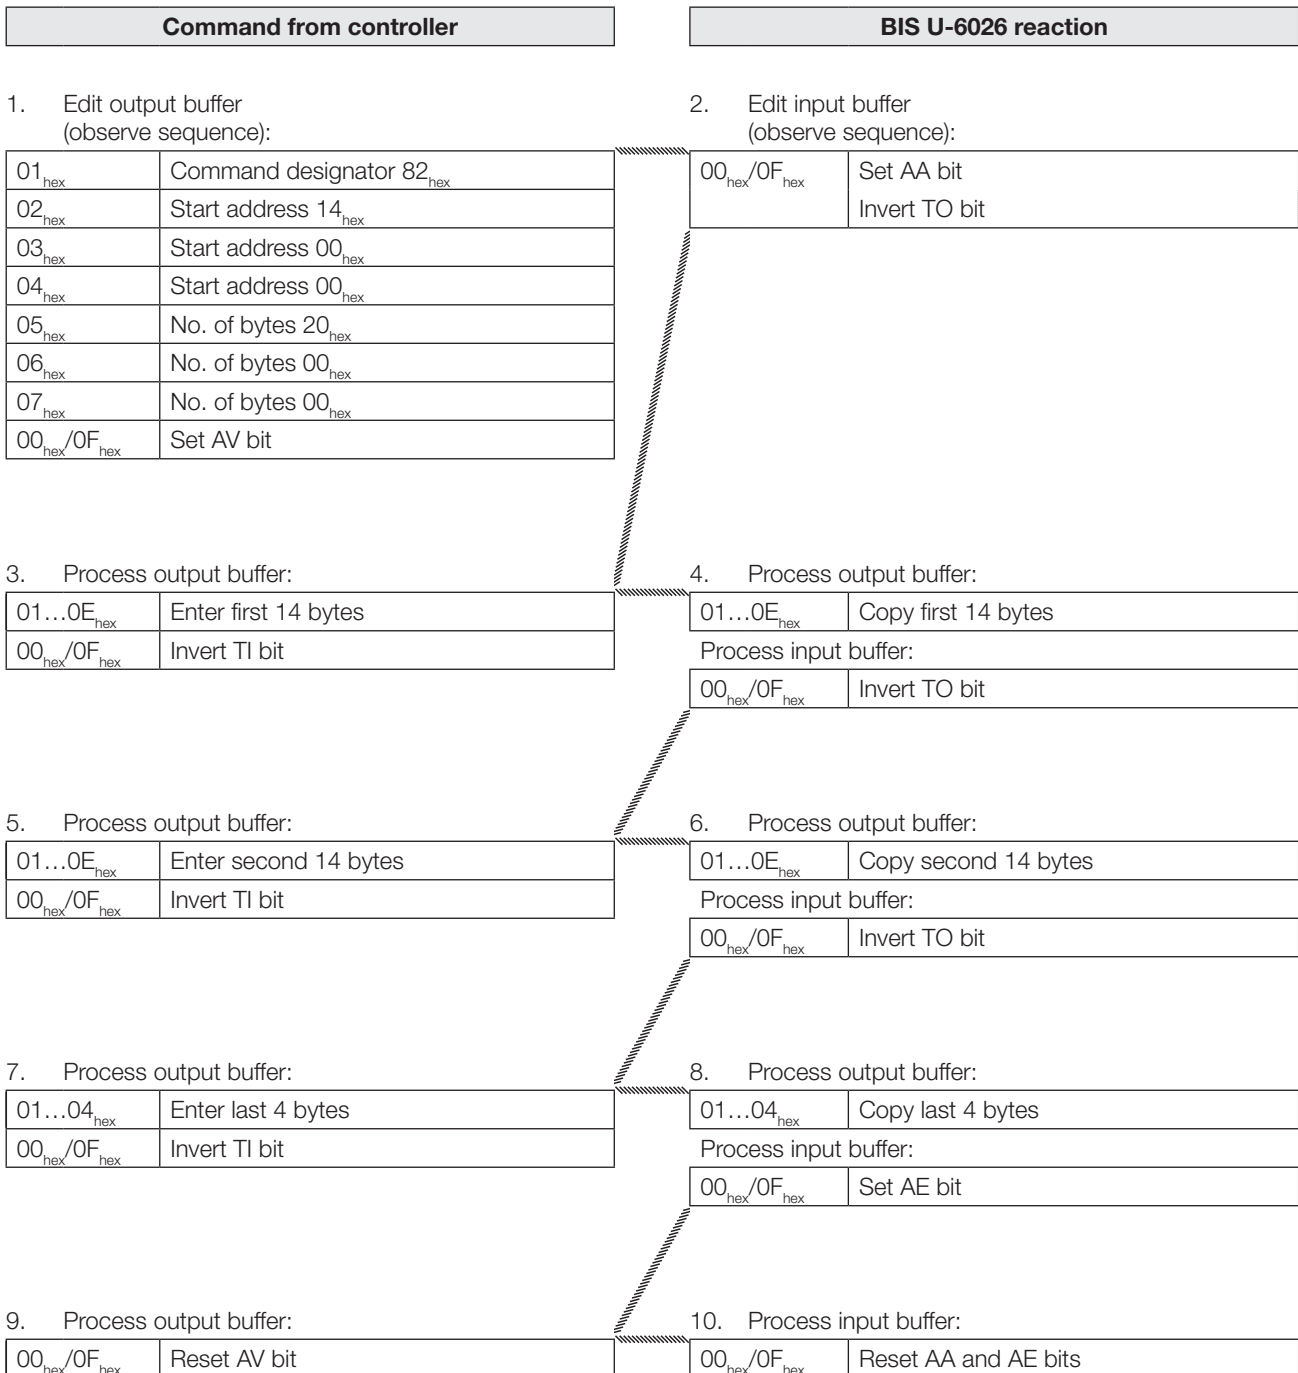 Command from controller
BIS U-6026 reaction
1. Edit output buffer
(observe sequence):
01hex Command designator 82hex
02hex Start address 14hex
03hex Start address 00hex
04hex Start address 00hex
05hex No. of bytes 20hex
06hex No. of bytes 00hex
07hex No. of bytes 00hex
00hex/0Fhex Set AV bit
2. Edit input buffer
(observe sequence):
00hex/0Fhex Set AA bit
Invert TO bit
3. Process output buffer:
01…0Ehex Enter first 14 bytes
00hex/0Fhex Invert TI bit
4. Process output buffer:
01…0Ehex Copy first 14 bytes
Process input buffer:
00hex/0Fhex Invert TO bit
5. Process output buffer:
01…0Ehex Enter second 14 bytes
00hex/0Fhex Invert TI bit
6. Process output buffer:
01…0Ehex Copy second 14 bytes
Process input buffer:
00hex/0Fhex Invert TO bit
7. Process output buffer:
01…04hex Enter last 4 bytes
00hex/0Fhex Invert TI bit
8. Process output buffer:
01…04hex Copy last 4 bytes
Process input buffer:
00hex/0Fhex Set AE bit
9. Process output buffer:
00hex/0Fhex Reset AV bit
10. Process input buffer:
00hex/0Fhex Reset AA and AE bits